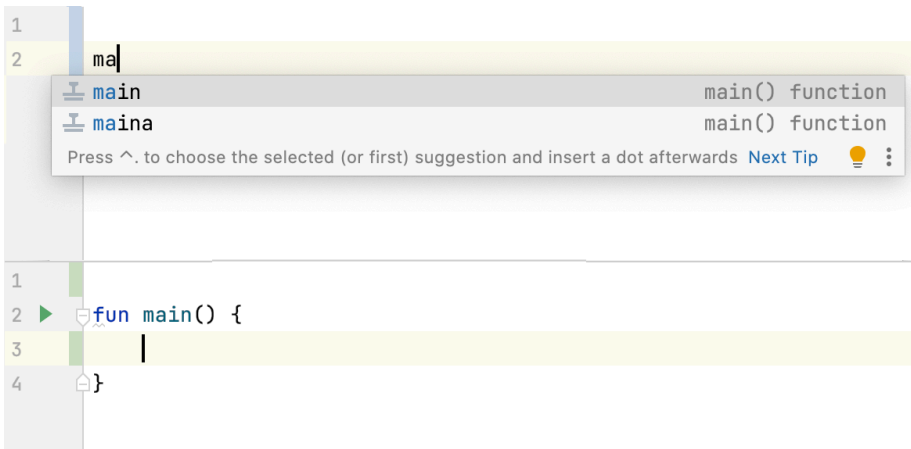 1
2 ma
main main() function
maina main() function
Press ^. to choose the selected (or first) suggestion and insert a dot afterwards Next Tip
1
2 fun main() {
3
4 }